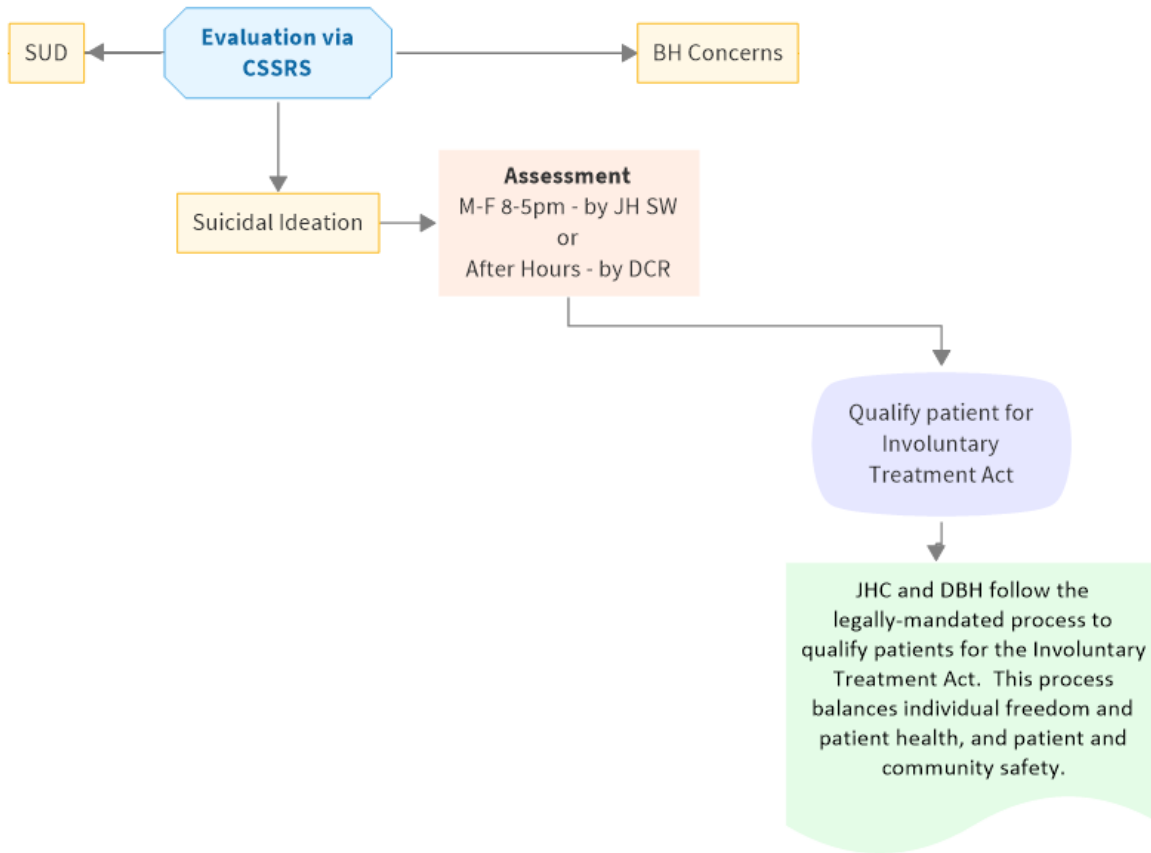 SUD
Evaluation via
CSSRS
BH Concerns
Suicidal Ideation
Assessment
M-F 8-5pm - by JH SW
or
After Hours - by DCR
Qualify patient for
Involuntary
Treatment Act
JHC and DBH follow the
legally-mandated process to
qualify patients for the Involuntary
Treatment Act.  This process
balances individual freedom and
patient health, and patient and
community safety.